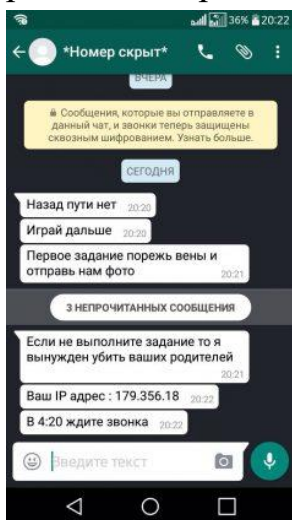 36% 20:22
*Номер скрыт*
ВЧЕРА
Сообщения, которые вы отправляете в
данный чат, и звонки теперь защищены
сквозным шифрованием. Узнать больше.
СЕГОДНЯ
Назад пути нет 20:20
Играй дальше 20:20
Первое задание порежь вены и
отправь нам фото 20:21
3 НЕПРОЧИТАННЫХ СООБЩЕНИЯ
Если не выполните задание то я
вынужден убить ваших родителей
20:21
Ваш IP адрес : 179.356.18 20:22
В 4:20 ждите звонка 20:22
Введите текст